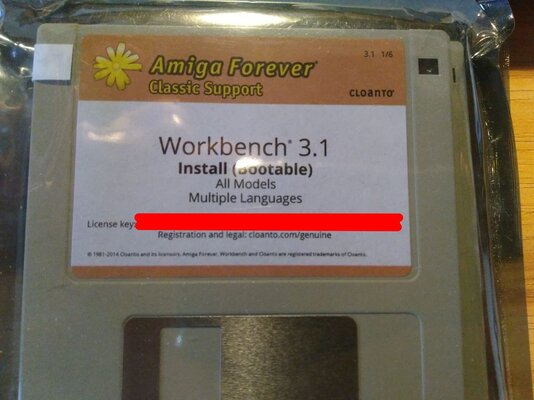 3.1 1/6
Amiga Forever®
Classic Support
CLOANTO®
Workbench® 3.1
Install (Bootable)
All Models
Multiple Languages
License key:
Registration and legal: cloanto.com/genuine
© 1981-2014 Cloanto and its licensors. Amiga Forever, Workbench and Cloanto are registered trademarks of Cloanto.